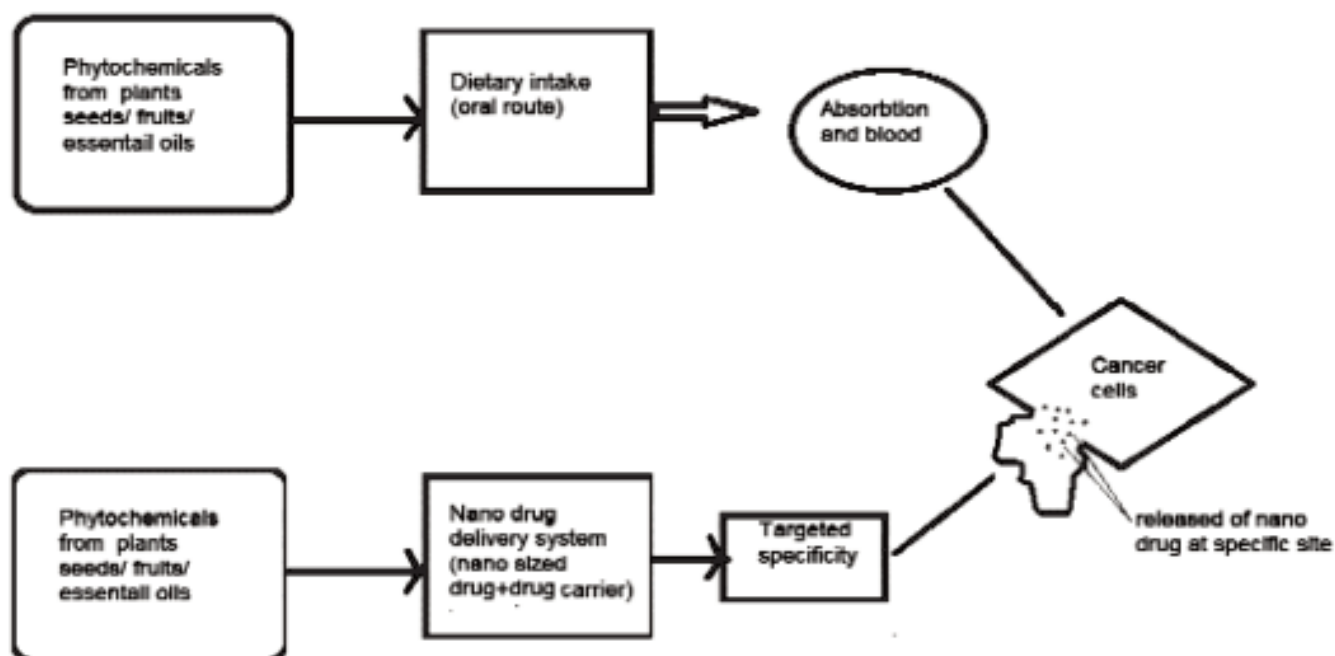 Phytochemicals
from plants
seeds/ fruits/
essentail oils
Dietary intake
(oral route)
Absorbtion
and blood
Cancer
cells
Phytochemicals
from plants
seeds/ fruits/
essentail oils
Nano drug
delivery system
(nano sized
drug+drug carrier)
Targeted
specificity
released of nano
drug at specific site